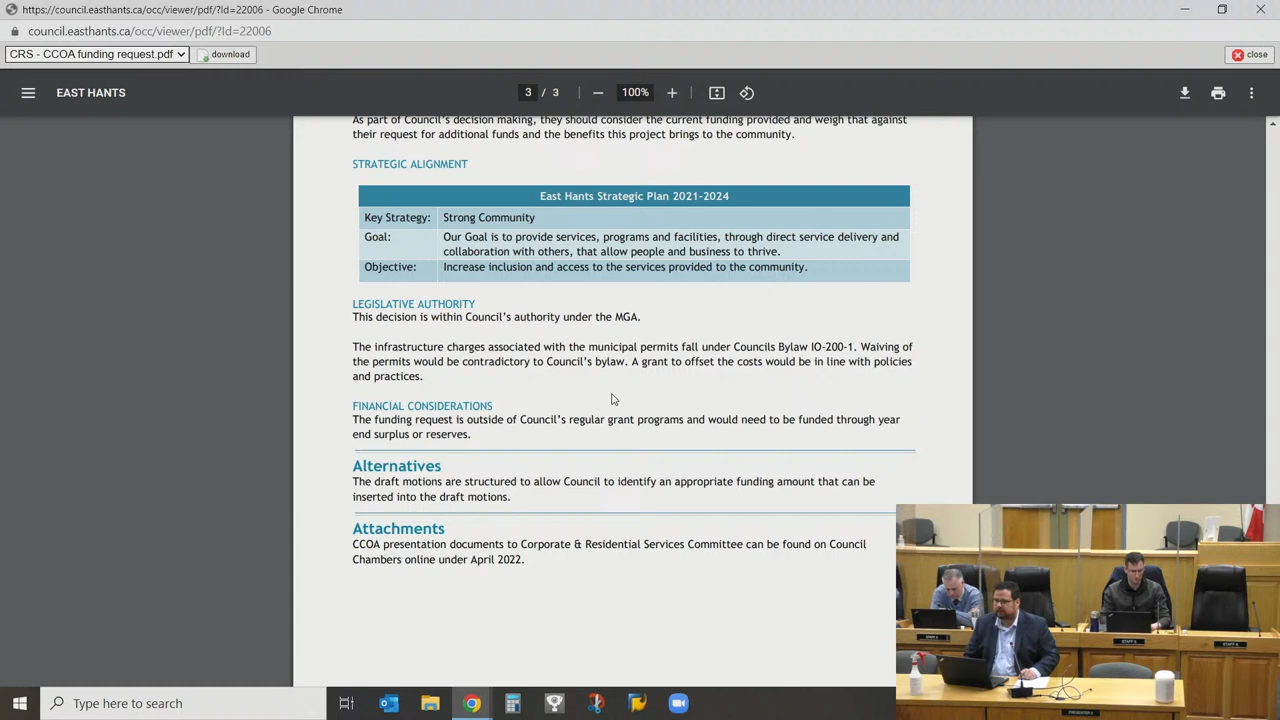 https://council.easthants.ca/occ/viewer/pdf/?Id=22006 - Google Chrome
council.easthants.ca/occ/viewer/pdf/?Id=22006
CRS - CCOA funding request.pdf download close
EAST HANTS 3 / 3 100%
As part of Council's decision making, they should consider the current funding provided and weigh that against
their request for additional funds and the benefits this project brings to the community.
STRATEGIC ALIGNMENT
East Hants Strategic Plan 2021-2024
Key Strategy: Strong Community
Goal: Our Goal is to provide services, programs and facilities, through direct service delivery and
collaboration with others, that allow people and business to thrive.
Objective: Increase inclusion and access to the services provided to the community.
LEGISLATIVE AUTHORITY
This decision is within Council's authority under the MGA.
The infrastructure charges associated with the municipal permits fall under Councils Bylaw IO-200-1. Waiving of
the permits would be contradictory to Council's bylaw. A grant to offset the costs would be in line with policies
and practices.
FINANCIAL CONSIDERATIONS
The funding request is outside of Council's regular grant programs and would need to be funded through year
end surplus or reserves.
Alternatives
The draft motions are structured to allow Council to identify an appropriate funding amount that can be
inserted into the draft motions.
Attachments
CCOA presentation documents to Corporate & Residential Services Committee can be found on Council
Chambers online under April 2022.
Type here to search